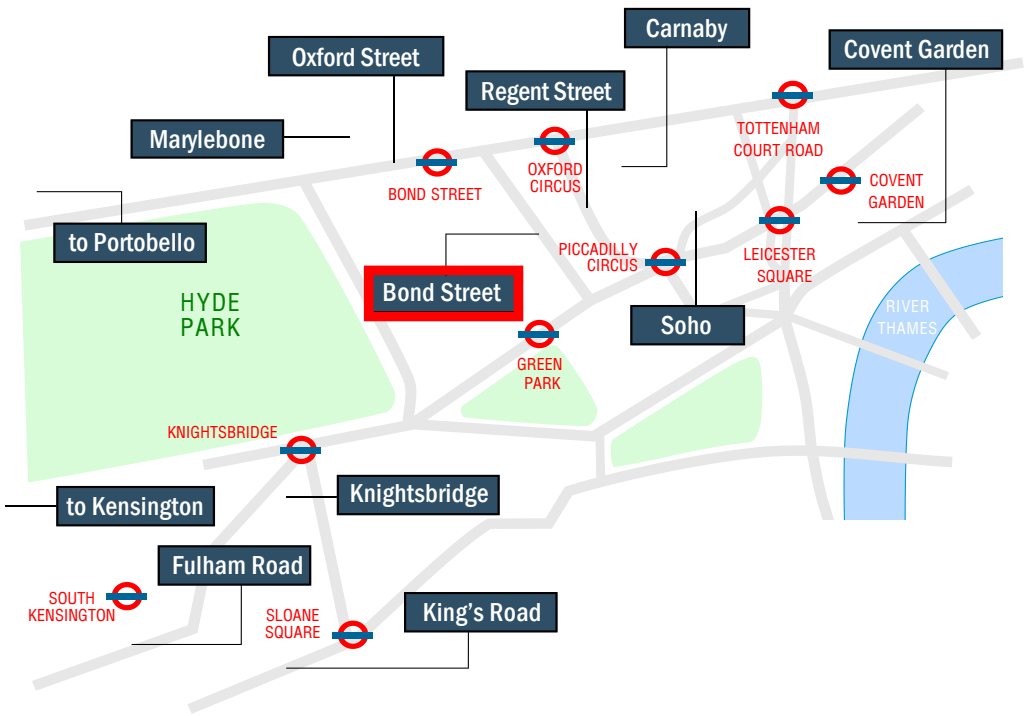 Carnaby
Oxford Street
Covent Garden
Regent Street
Marylebone
TOTTENHAM
COURT ROAD
OXFORD
CIRCUS
BOND STREET
COVENT
GARDEN
to Portobello
PICCADILLY
CIRCUS
LEICESTER
SQUARE
HYDE
PARK
Bond Street
Soho
RIVER
THAMES
GREEN
PARK
KNIGHTSBRIDGE
to Kensington
Knightsbridge
Fulham Road
SOUTH
KENSINGTON
SLOANE
SQUARE
King's Road